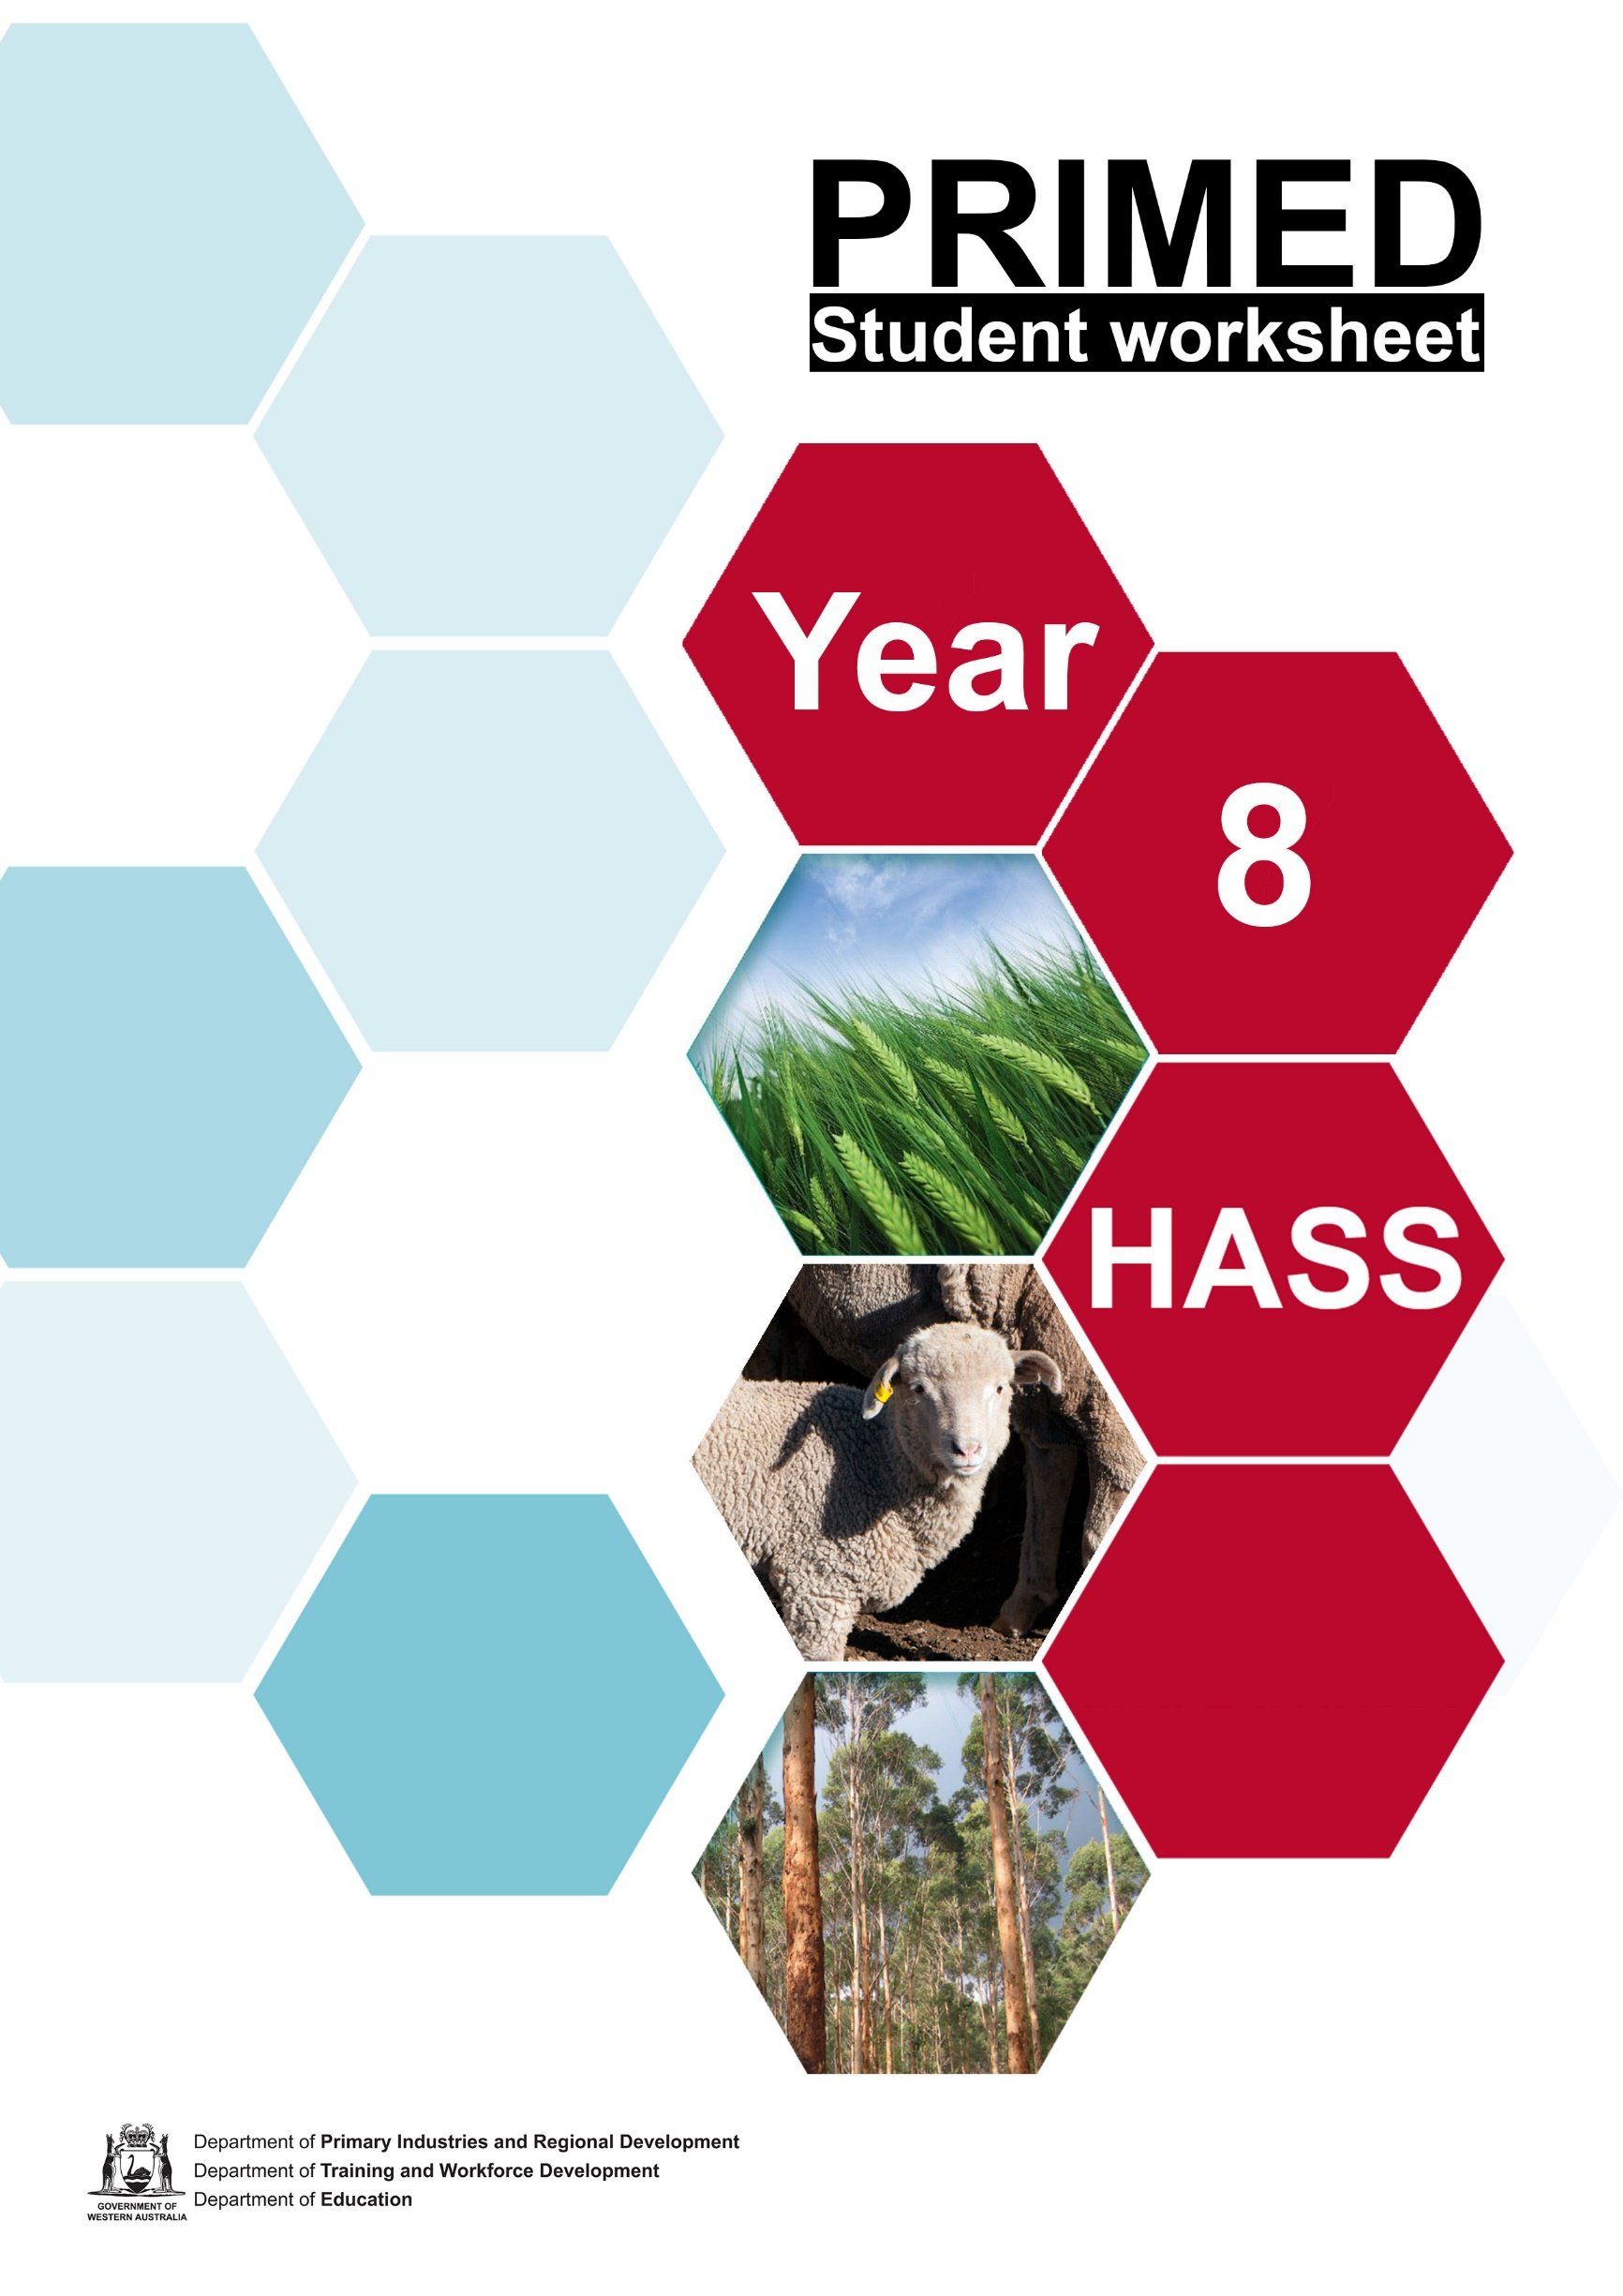 PRIMED
Student worksheet
Year
8
HASS
Department of Primary Industries and Regional Development
Department of Training and Workforce Development
Department of Education
GOVERNMENT OF
WESTERN AUSTRALIA